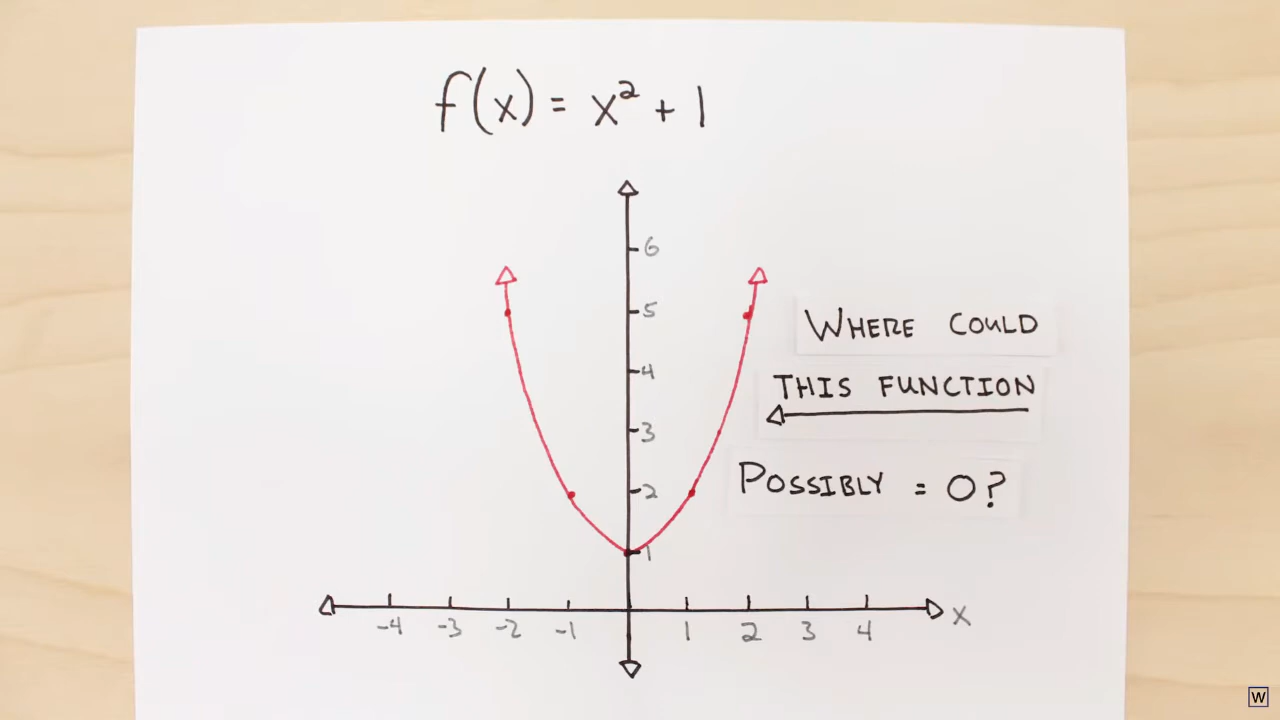 f(x) = x² + 1
6
5
WHERE COULD
THIS FUNCTION
4
3
POSSIBLY = 0?
2
1
-4 -3 -2 -1 1 2 3 4 x
W